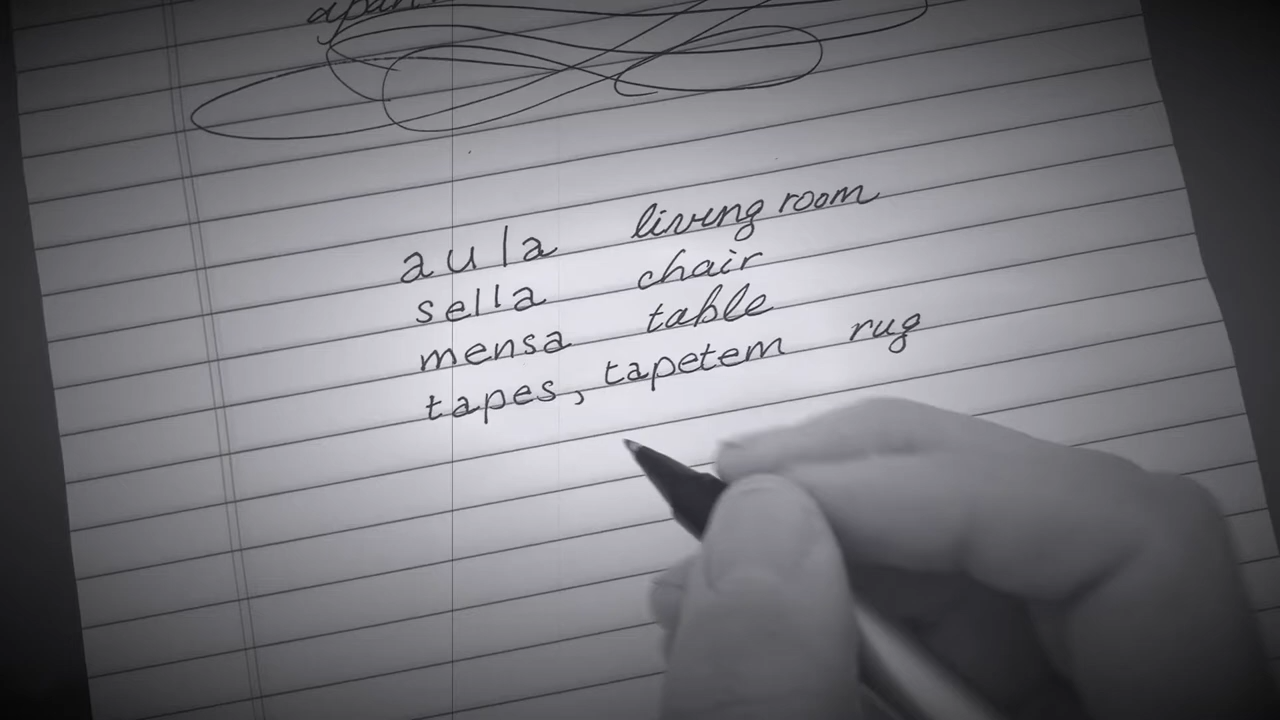 aula living room
sella chair
mensa table
tapes, tapetem rug